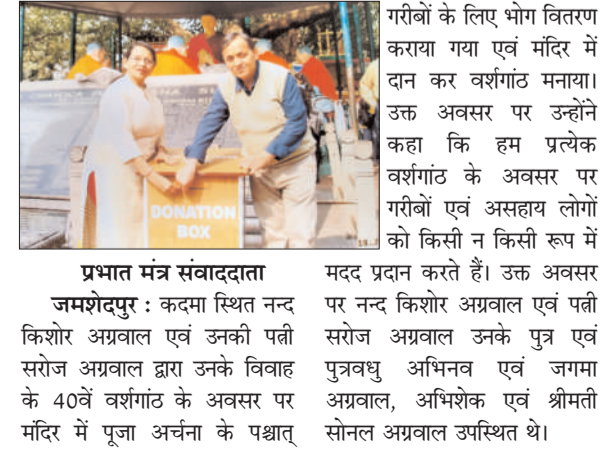 DONATION
BOX
प्रभात मंत्र संवाददाता
जमशेदपुर : कदमा स्थित नन्द
किशोर अग्रवाल एवं उनकी पत्नी
सरोज अग्रवाल द्वारा उनके विवाह
के 40वें वर्शगांठ के अवसर पर
मंदिर में पूजा अर्चना के पश्चात्
गरीबों के लिए भोग वितरण
कराया गया एवं मंदिर में
दान कर वर्शगांठ मनाया।
उक्त अवसर पर उन्होंने
कहा कि हम प्रत्येक
वर्शगांठ के अवसर पर
गरीबों एवं असहाय लोगों
को किसी न किसी रूप में
मदद प्रदान करते हैं। उक्त अवसर
पर नन्द किशोर अग्रवाल एवं पत्नी
सरोज अग्रवाल उनके पुत्र एवं
पुत्रवधु अभिनव एवं जगमा
अग्रवाल, अभिशेक एवं श्रीमती
सोनल अग्रवाल उपस्थित थे।